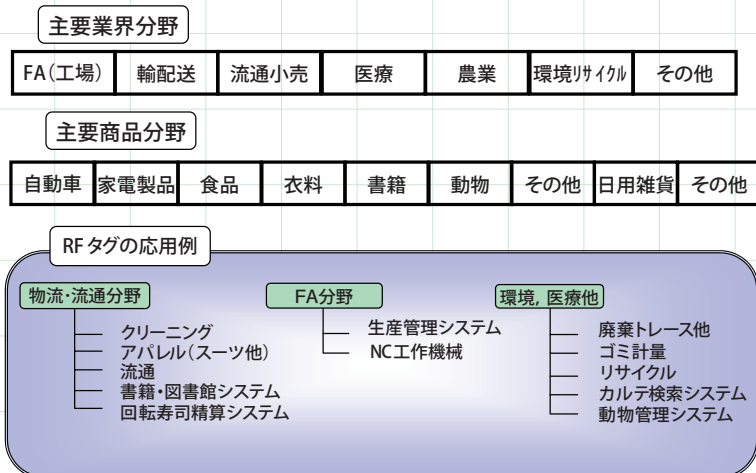 主要業界分野
FA(工場) 輸配送 流通小売 医療 農業 環境ﾘｻｲｸﾙ その他
主要商品分野
自動車 家電製品 食品 衣料 書籍 動物 その他 日用雑貨 その他
RFタグの応用例
物流・流通分野
クリーニング
アパレル(スーツ他)
流通
書籍・図書館システム
回転寿司精算システム
FA分野
生産管理システム
NC工作機械
環境, 医療他
廃棄トレース他
ゴミ計量
リサイクル
カルテ検索システム
動物管理システム